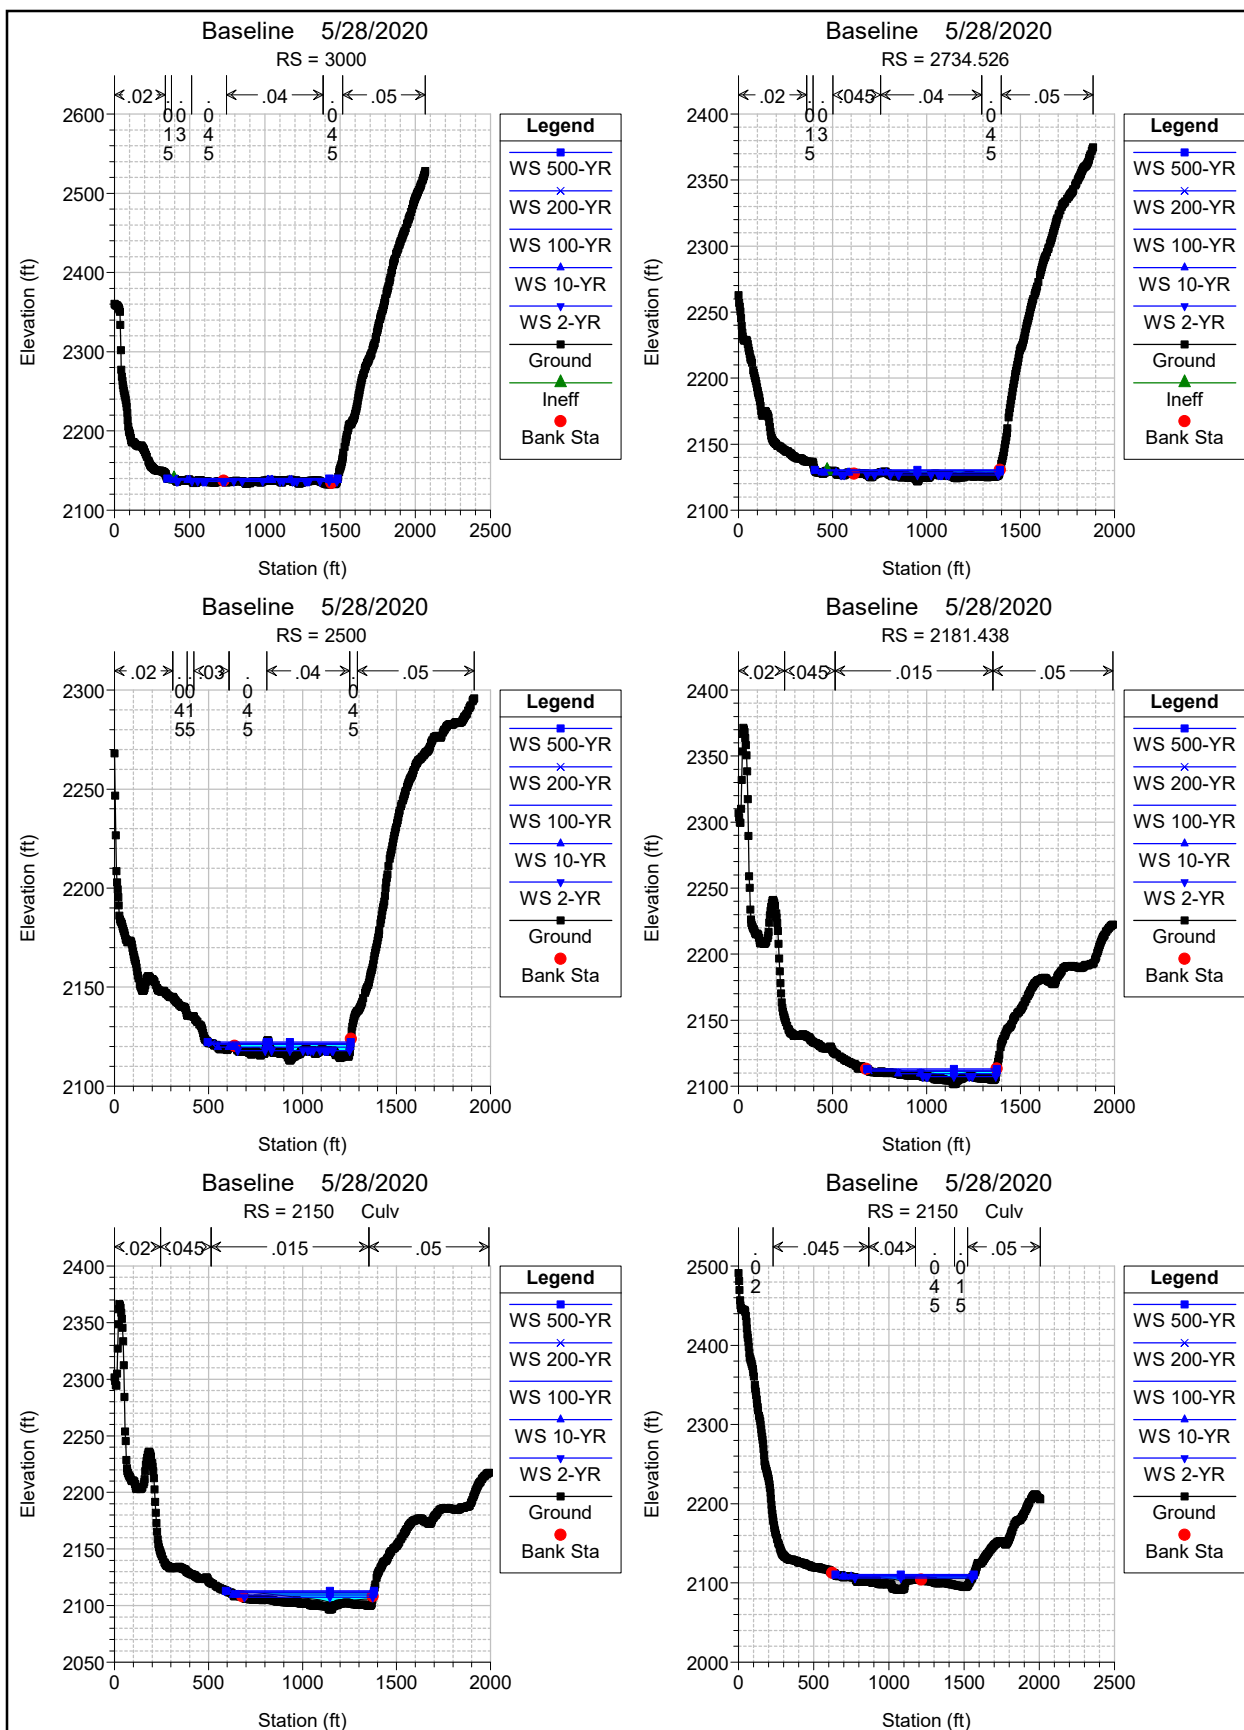 Baseline 5/28/2020
RS = 3000
.02 .015 .03 .045 .04 .045 .05
2600
2500
2400
2300
2200
2100
0 500 1000 1500 2000 2500
Elevation (ft)
Station (ft)
Legend
WS 500-YR
WS 200-YR
WS 100-YR
WS 10-YR
WS 2-YR
Ground
Ineff
Bank Sta
Baseline 5/28/2020
RS = 2734.526
.02 .015 .03 .045 .04 .045 .05
2400
2350
2300
2250
2200
2150
2100
0 500 1000 1500 2000
Elevation (ft)
Station (ft)
Legend
WS 500-YR
WS 200-YR
WS 100-YR
WS 10-YR
WS 2-YR
Ground
Ineff
Bank Sta
Baseline 5/28/2020
RS = 2500
.02 .045 .015 .03 .045 .04 .045 .05
2300
2250
2200
2150
2100
0 500 1000 1500 2000
Elevation (ft)
Station (ft)
Legend
WS 500-YR
WS 200-YR
WS 100-YR
WS 10-YR
WS 2-YR
Ground
Bank Sta
Baseline 5/28/2020
RS = 2181.438
.02 .045 .015 .05
2400
2350
2300
2250
2200
2150
2100
0 500 1000 1500 2000
Elevation (ft)
Station (ft)
Legend
WS 500-YR
WS 200-YR
WS 100-YR
WS 10-YR
WS 2-YR
Ground
Bank Sta
Baseline 5/28/2020
RS = 2150 Culv
.02 .045 .015 .05
2400
2350
2300
2250
2200
2150
2100
2050
0 500 1000 1500 2000
Elevation (ft)
Station (ft)
Legend
WS 500-YR
WS 200-YR
WS 100-YR
WS 10-YR
WS 2-YR
Ground
Bank Sta
Baseline 5/28/2020
RS = 2150 Culv
.02 .045 .04 .045 .015 .05
2500
2400
2300
2200
2100
2000
0 500 1000 1500 2000 2500
Elevation (ft)
Station (ft)
Legend
WS 500-YR
WS 200-YR
WS 100-YR
WS 10-YR
WS 2-YR
Ground
Bank Sta